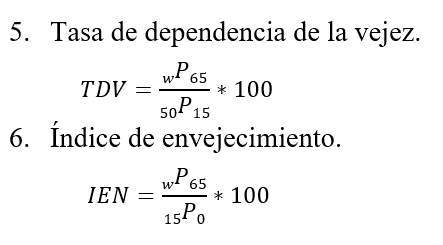 5. Tasa de dependencia de la vejez.
TDV = wP65 / 50P15 * 100
6. Índice de envejecimiento.
IEN = wP65 / 15P0 * 100